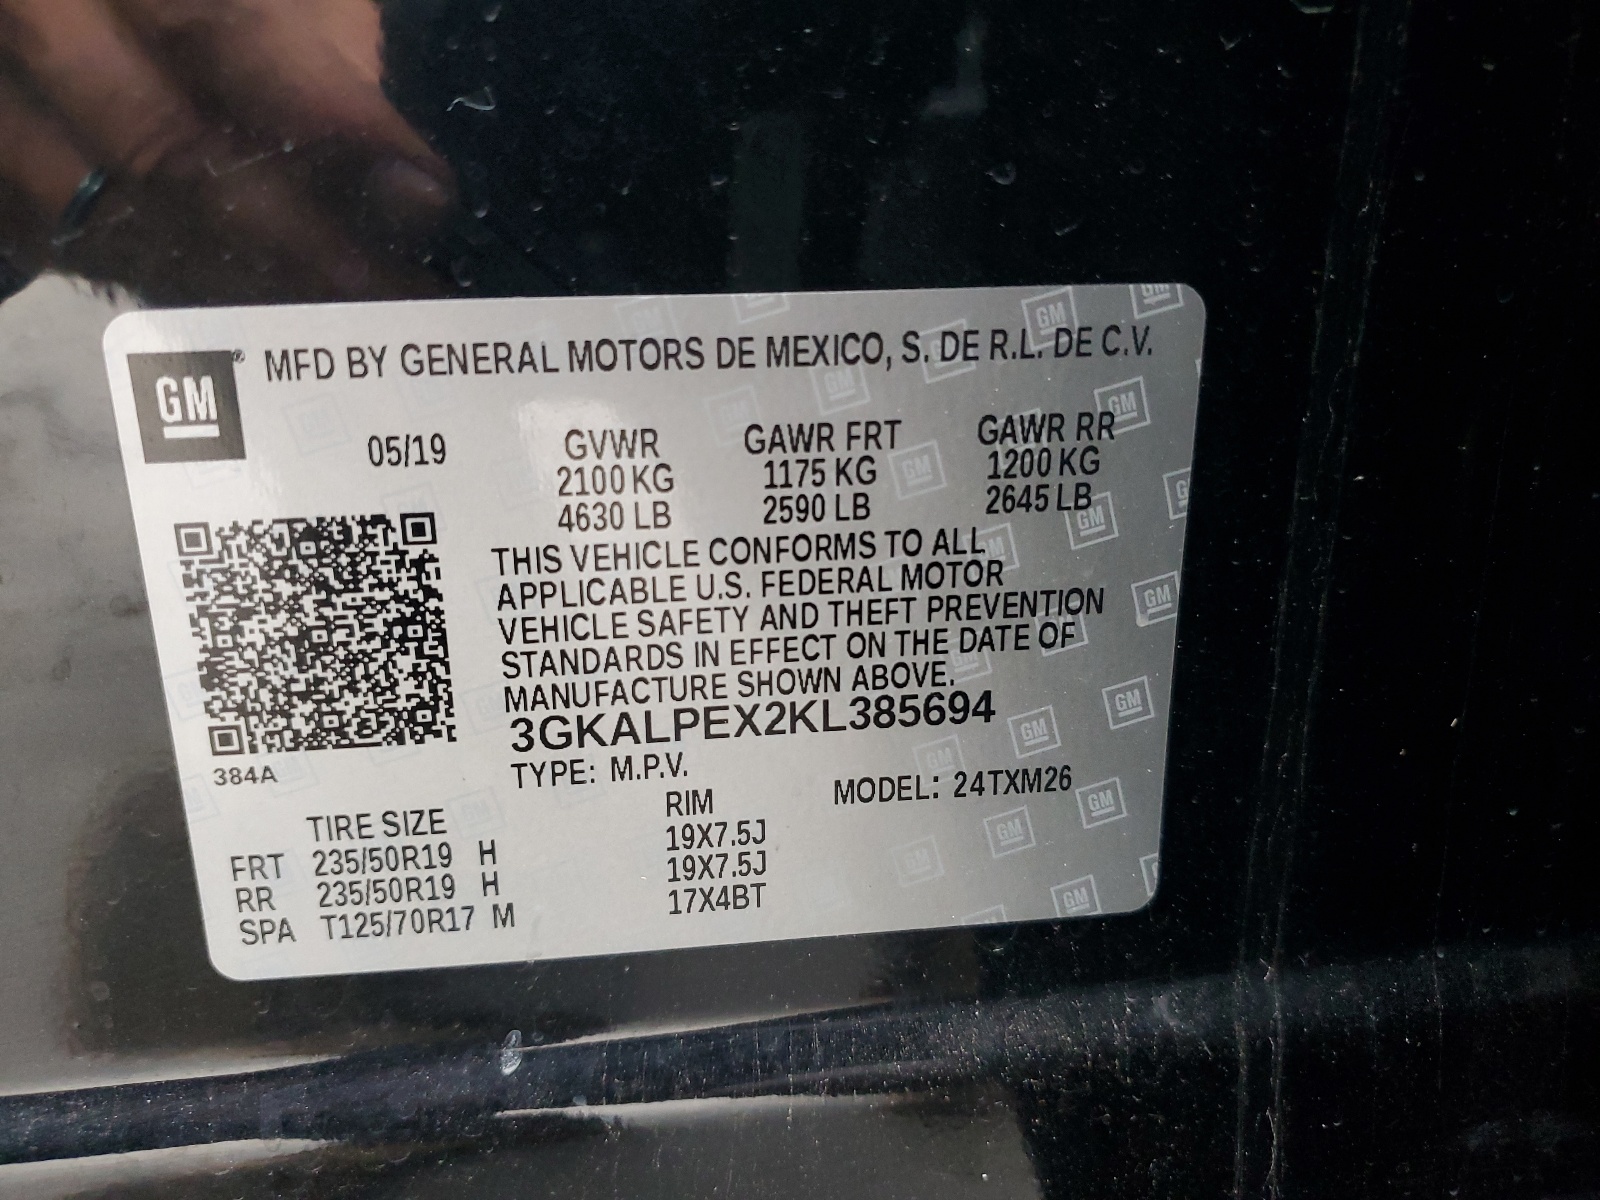 GM® MFD BY GENERAL MOTORS DE MEXICO, S. DE R.L. DE C.V.
05/19 GVWR GAWR FRT GAWR RR
2100 KG 1175 KG 1200 KG
4630 LB 2590 LB 2645 LB
THIS VEHICLE CONFORMS TO ALL
APPLICABLE U.S. FEDERAL MOTOR
VEHICLE SAFETY AND THEFT PREVENTION
STANDARDS IN EFFECT ON THE DATE OF
MANUFACTURE SHOWN ABOVE.
3GKALPEX2KL385694
384A TYPE: M.P.V. MODEL: 24TXM26
TIRE SIZE RIM
FRT 235/50R19 H 19X7.5J
RR 235/50R19 H 19X7.5J
SPA T125/70R17 M 17X4BT